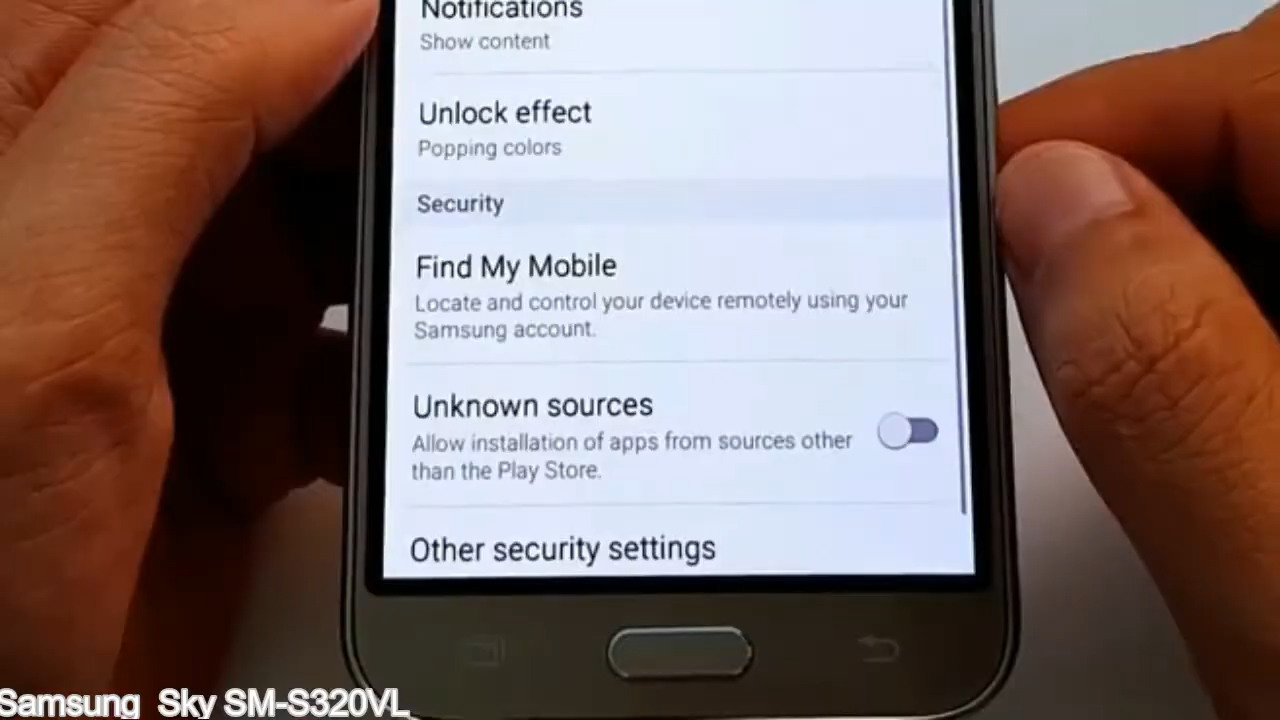 Notifications
Show content
Unlock effect
Popping colors
Security
Find My Mobile
Locate and control your device remotely using your
Samsung account.
Unknown sources
Allow installation of apps from sources other
than the Play Store.
Other security settings
Samsung Sky SM-S320VL